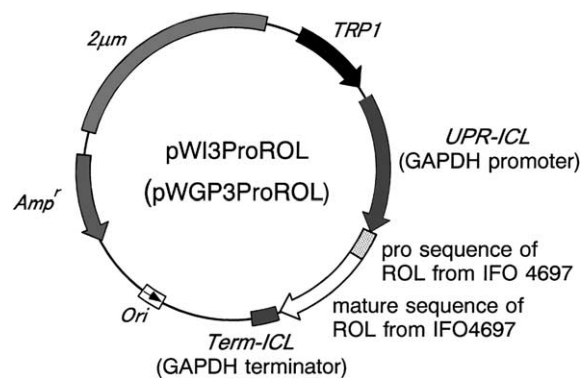 2μm
TRP1
UPR-ICL
(GAPDH promoter)
pWI3ProROL
(pWGP3ProROL)
Ampʳ
pro sequence of
ROL from IFO 4697
mature sequence of
ROL from IFO4697
Ori
Term-ICL
(GAPDH terminator)